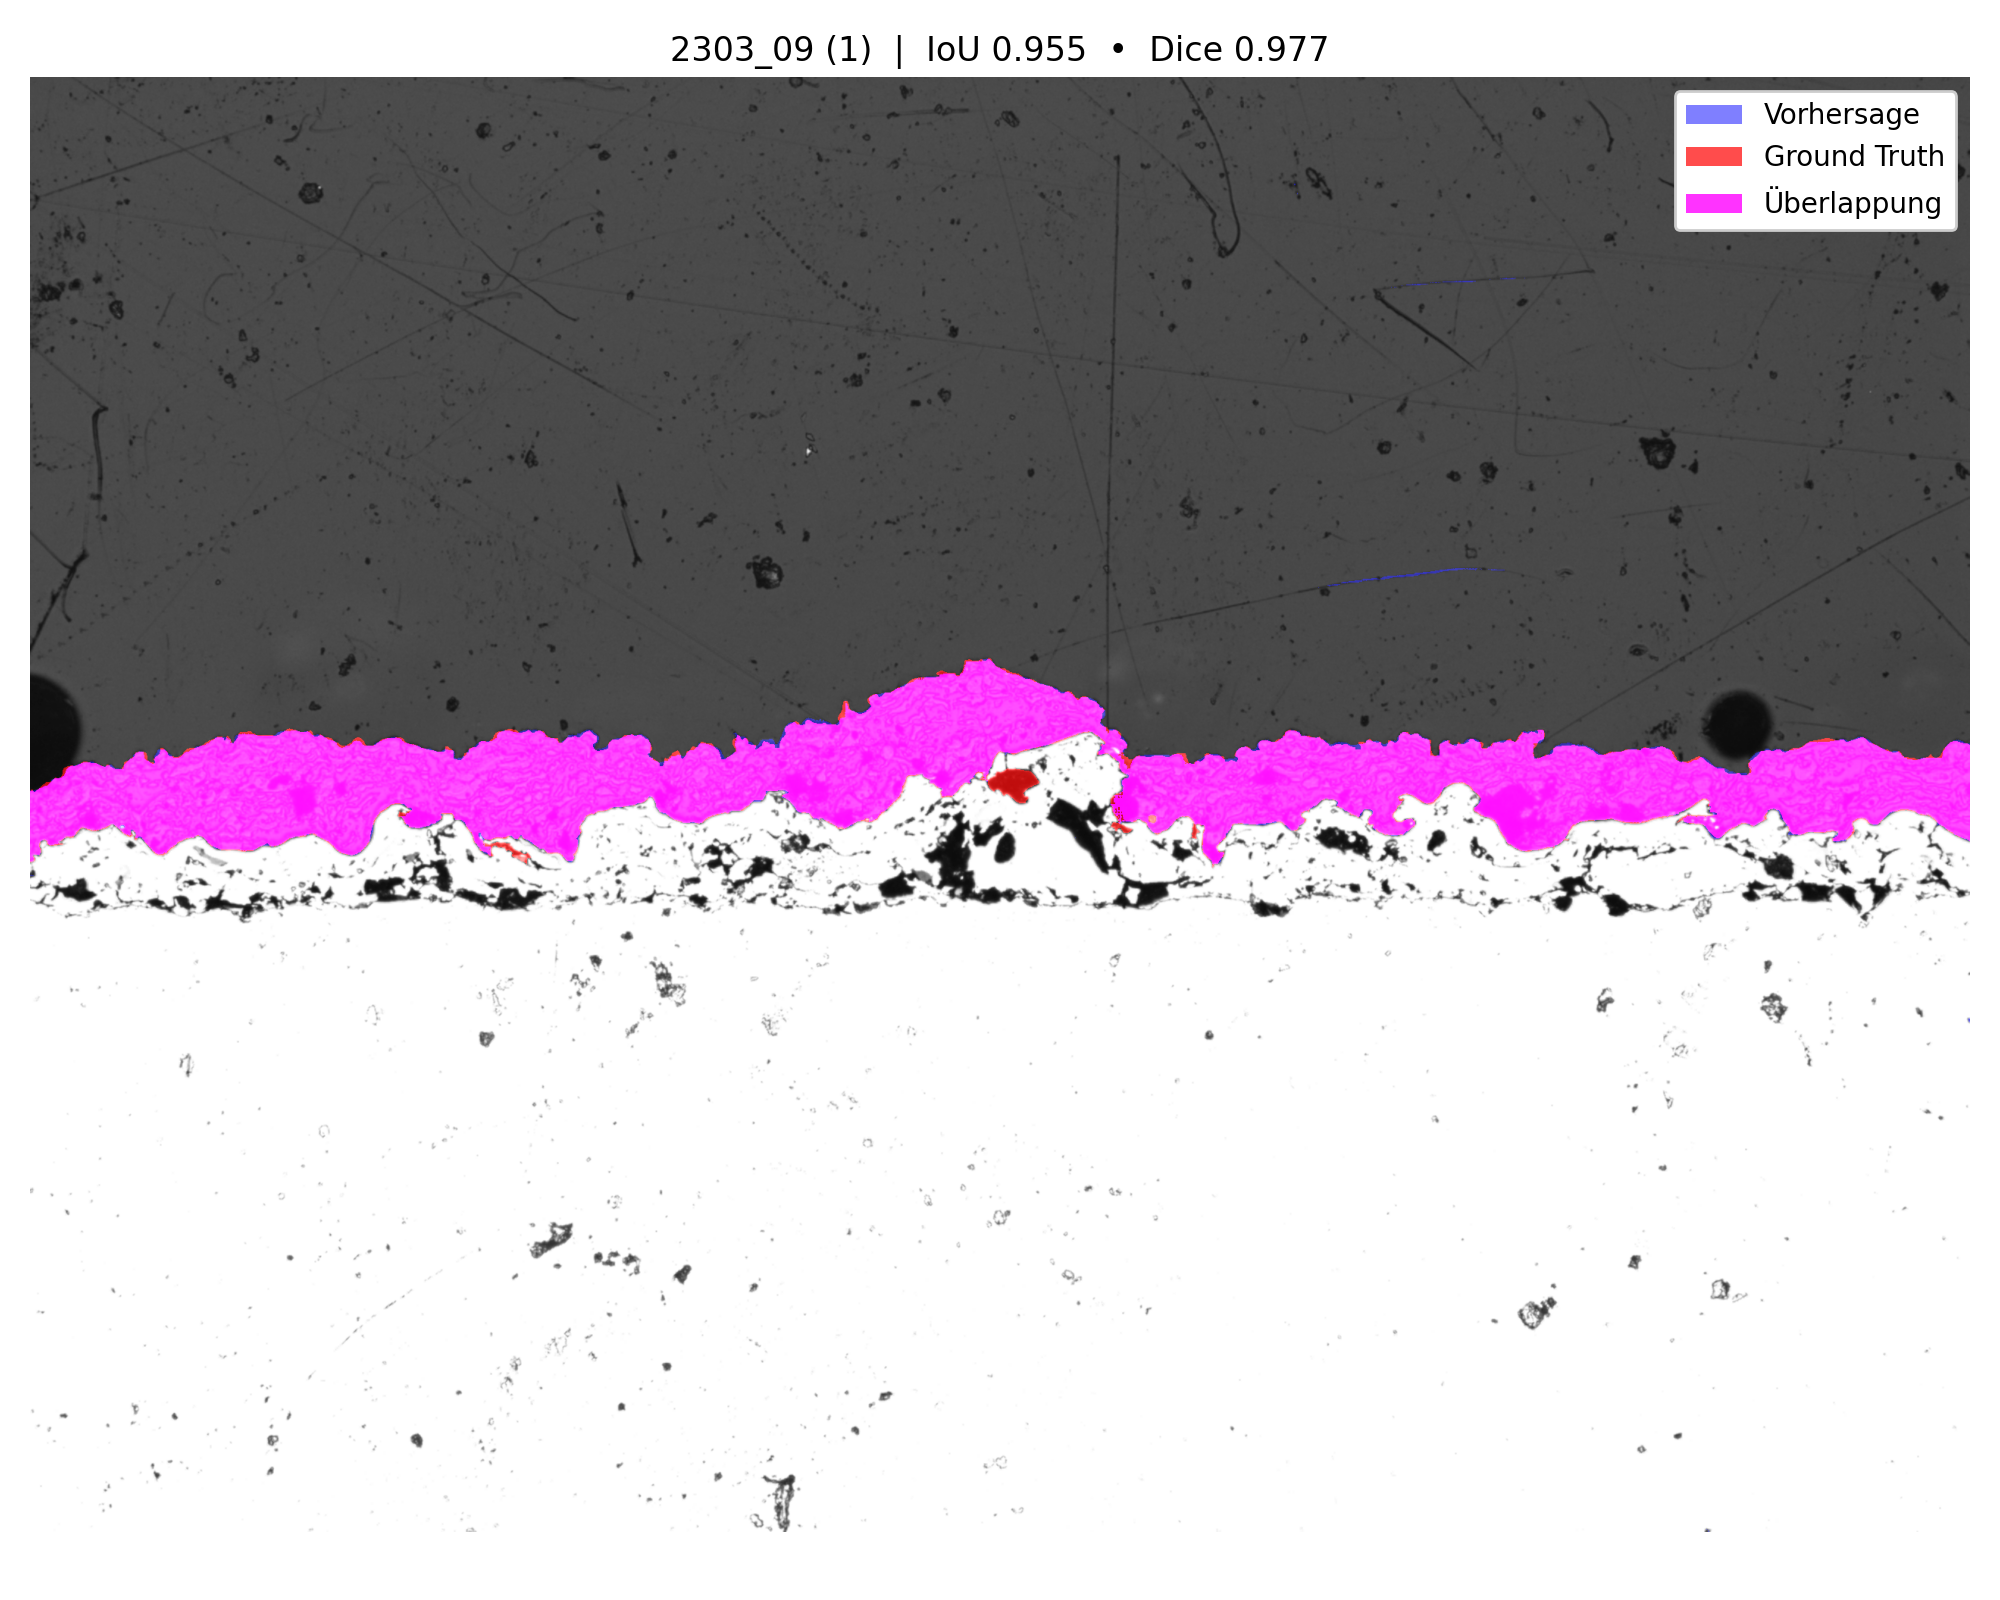 2303_09 (1) | IoU 0.955 • Dice 0.977
Vorhersage
Ground Truth
Überlappung